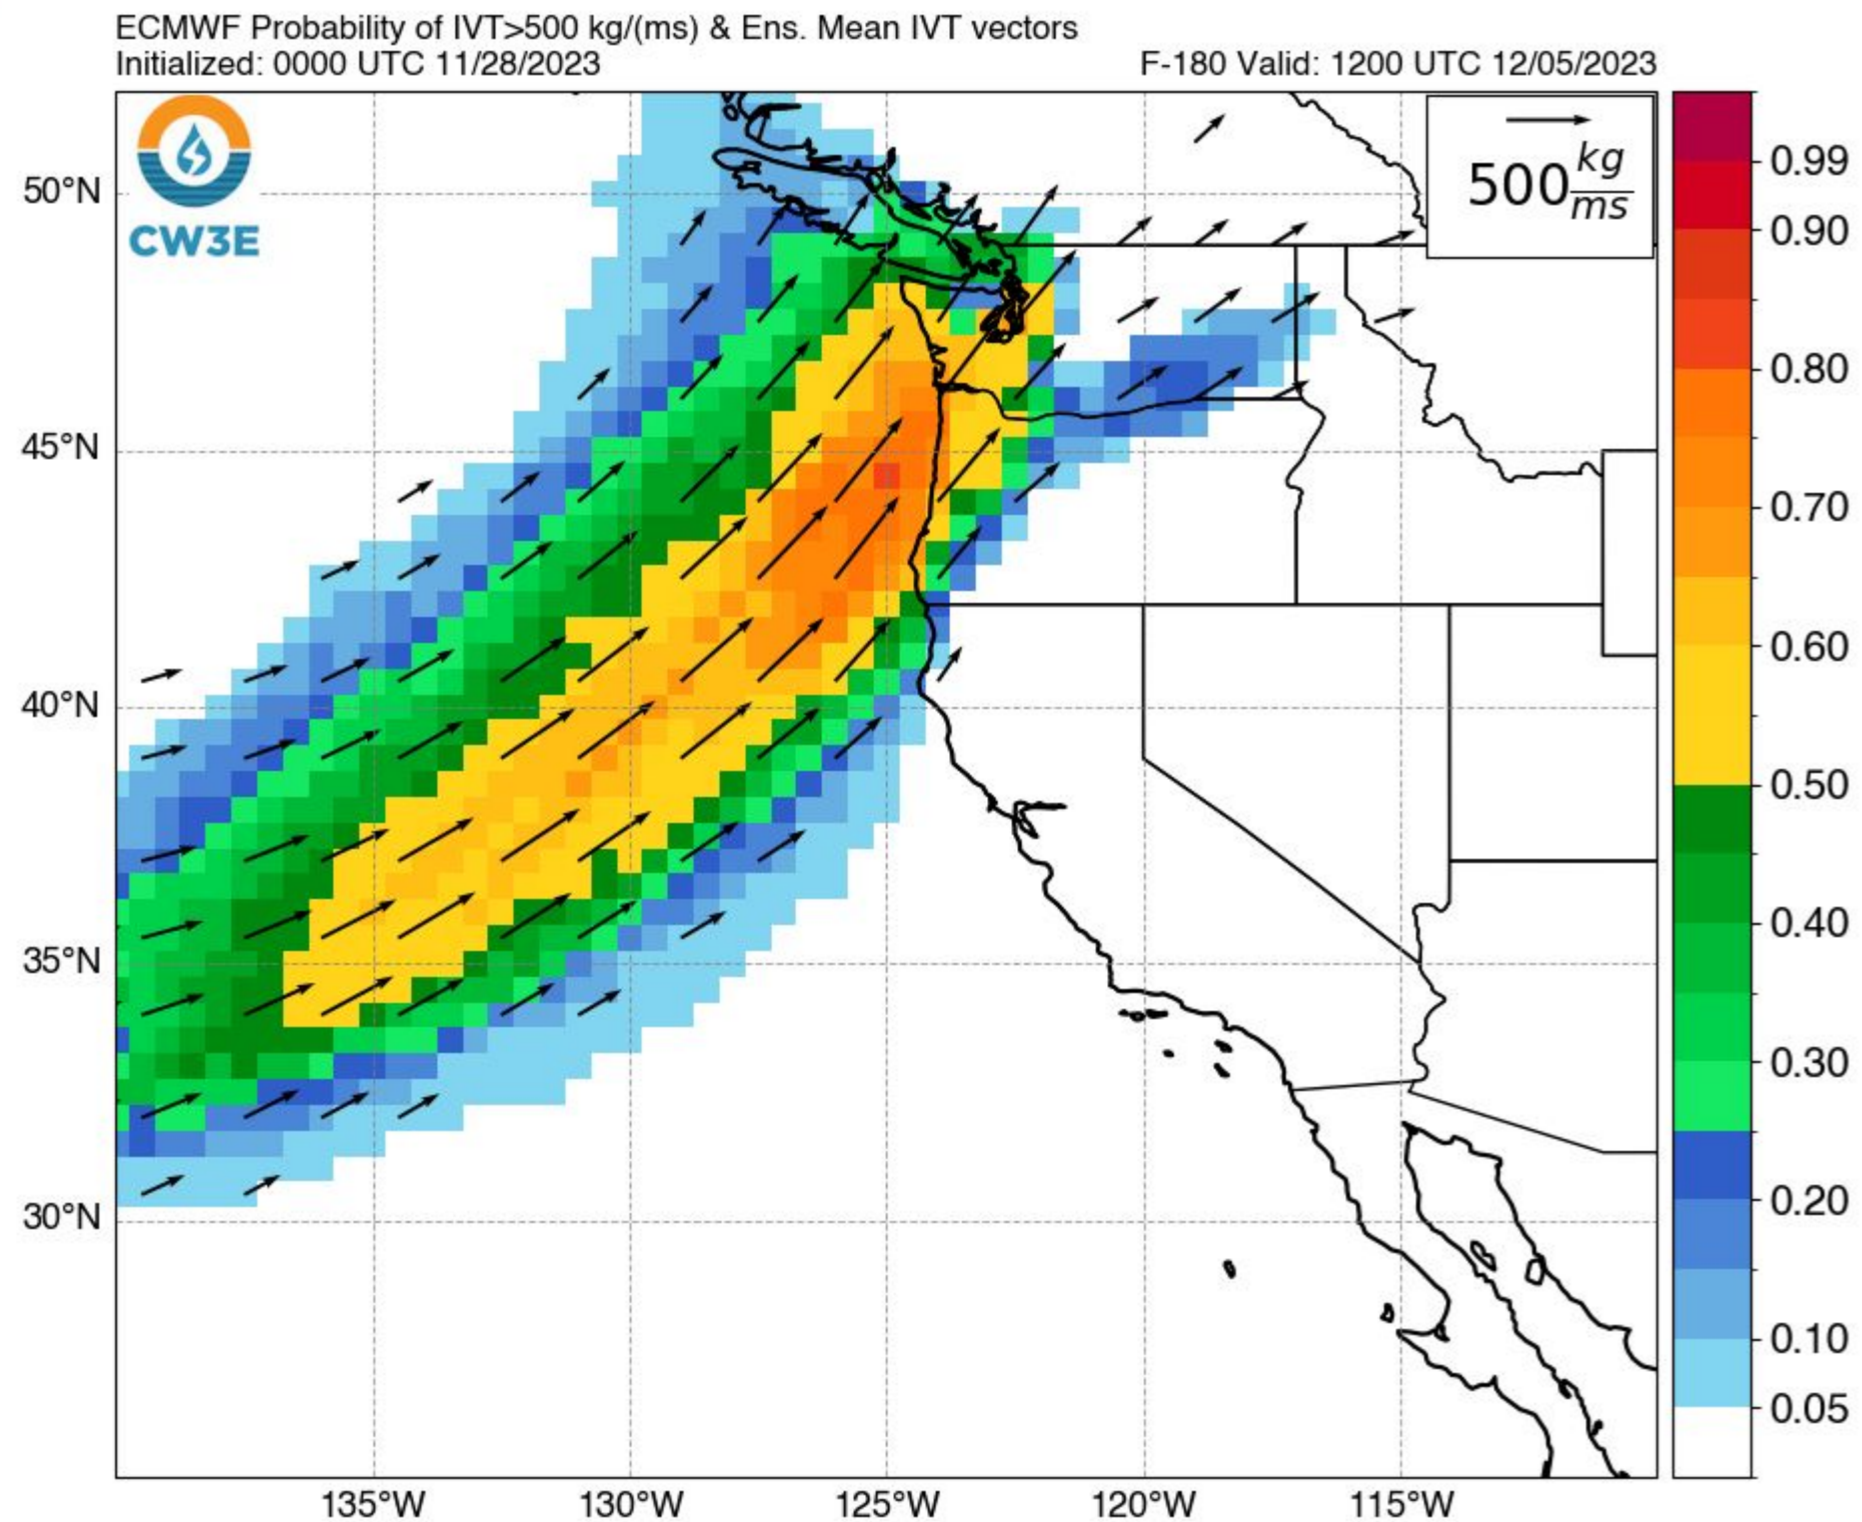 ECMWF Probability of IVT>500 kg/(ms) & Ens. Mean IVT vectors
Initialized: 0000 UTC 11/28/2023
F-180 Valid: 1200 UTC 12/05/2023
CW3E
500 kg/ms
50°N
45°N
40°N
35°N
30°N
135°W
130°W
125°W
120°W
115°W
0.99
0.90
0.80
0.70
0.60
0.50
0.40
0.30
0.20
0.10
0.05